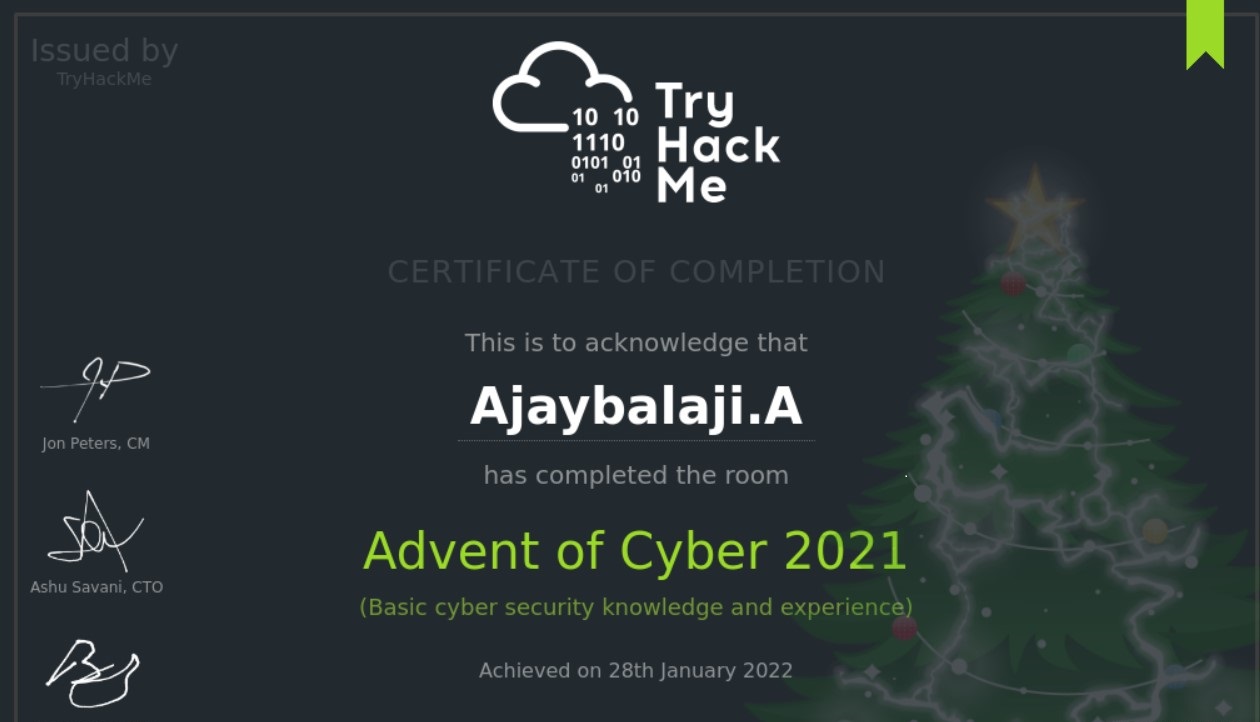 Issued by
TryHackMe
10 10
1110
0101 01
01 010
01
Try
Hack
Me
CERTIFICATE OF COMPLETION
This is to acknowledge that
Ajaybalaji.A
has completed the room
Advent of Cyber 2021
(Basic cyber security knowledge and experience)
Achieved on 28th January 2022
Jon Peters, CM
Ashu Savani, CTO